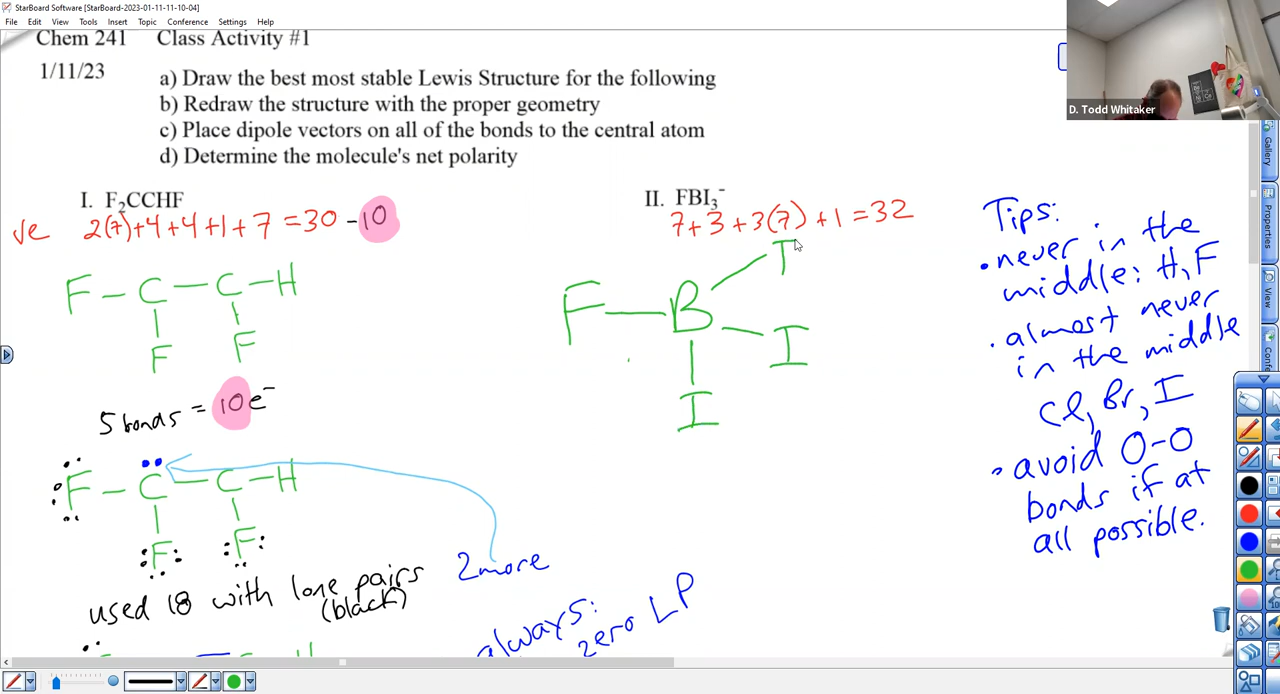 StarBoard Software [StarBoard-2023-01-11-11-10-04]
File Edit View Tools Insert Topic Conference Settings Help
Chem 241 Class Activity #1
1/11/23
a) Draw the best most stable Lewis Structure for the following
b) Redraw the structure with the proper geometry
c) Place dipole vectors on all of the bonds to the central atom
d) Determine the molecule's net polarity
D. Todd Whitaker
I. F₂CCHF
ve 2(7)+4+4+1+7=30-10
F-C-C-H
F F
5 bonds = 10e⁻
F-C-C-H
F F
2 more
used 18 with lone pairs
(black)
always:
zero LP
II. FBI₃⁻
7+3+3(7)+1=32
I
F-B
I
I
Tips:
• never in the
middle: H, F
• almost never
in the middle
Cl, Br, I
• avoid O-O
bonds if at
all possible.
Gallery
Properties
View